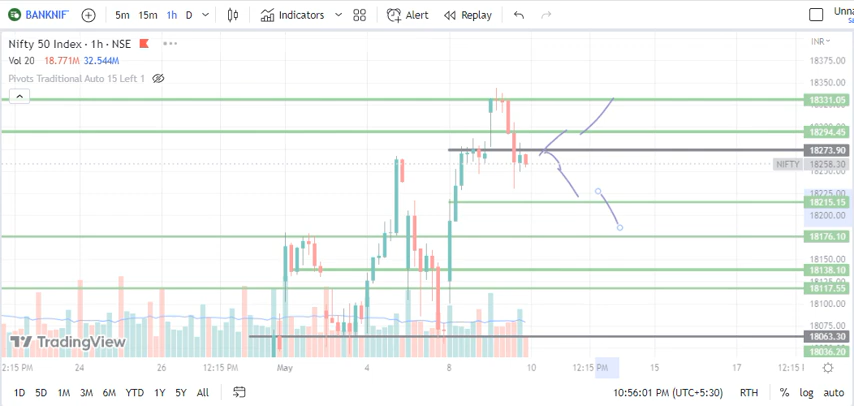 BANKNIF 5m 15m 1h D Indicators Alert Replay Unna
Nifty 50 Index · 1h · NSE
Vol 20 18.771M 32.544M
Pivots Traditional Auto 15 Left 1
INR
18375.00
18350.00
18331.05
18294.45
18273.90
NIFTY 18258.30
18225.00
18215.15
18200.00
18176.10
18150.00
18138.10
18117.55
18100.00
18075.00
18063.30
18036.20
TradingView
2:15 PM 24 26 12:15 PM May 4 8 10 12:15 PM 15 17 12:15
1D 5D 1M 3M 6M YTD 1Y 5Y All 10:56:01 PM (UTC+5:30) RTH % log auto